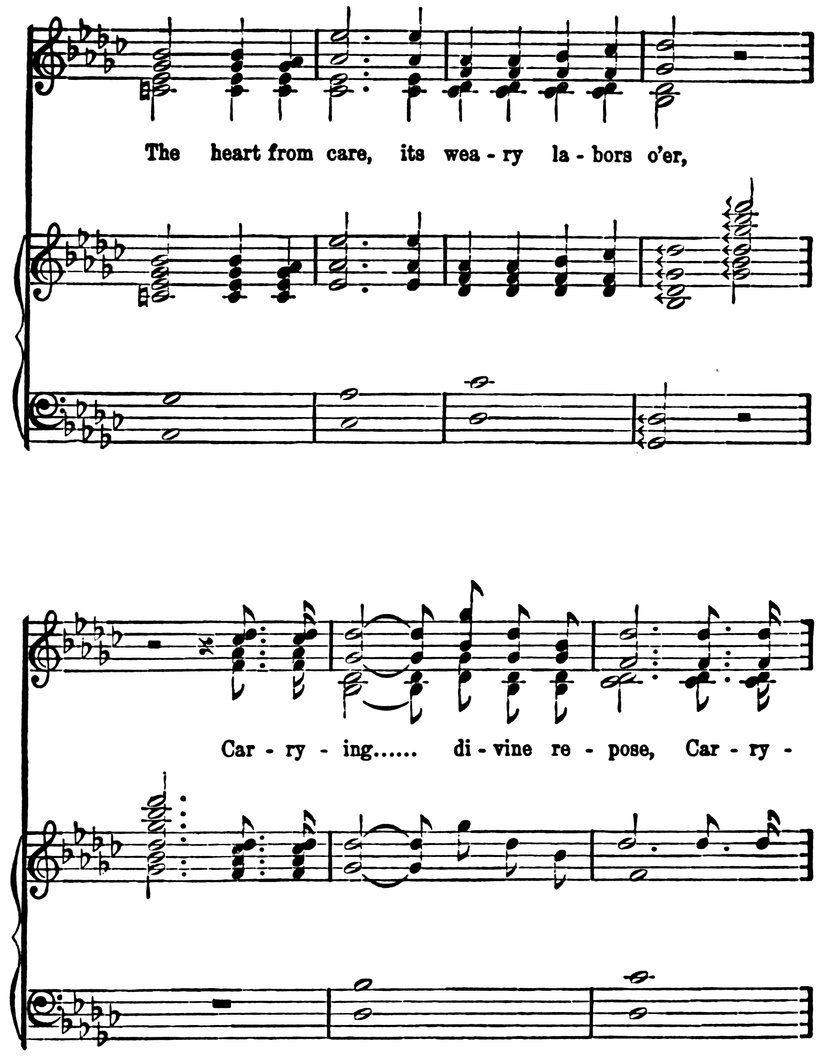 The heart from care, its wea - ry la - bors o'er,
Car - ry - ing...... di - vine re - pose, Car - ry -